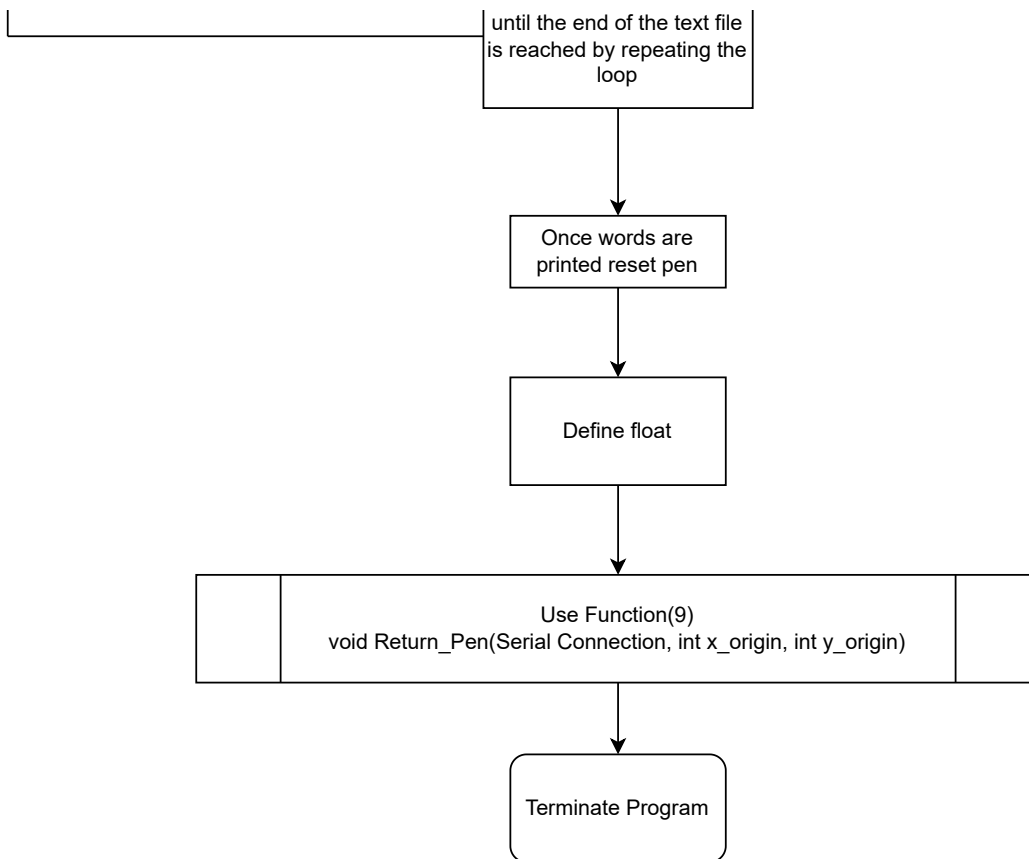 until the end of the text file
is reached by repeating the
loop
Once words are
printed reset pen
Define float
Use Function(9)
void Return_Pen(Serial Connection, int x_origin, int y_origin)
Terminate Program